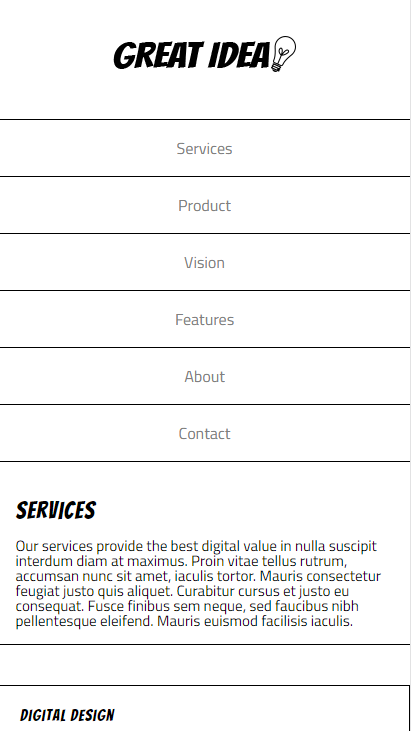 GREAT IDEA
Services
Product
Vision
Features
About
Contact
SERVICES
Our services provide the best digital value in nulla suscipit
interdum diam at maximus. Proin vitae tellus rutrum,
accumsan nunc sit amet, iaculis tortor. Mauris consectetur
feugiat justo quis aliquet. Curabitur cursus et justo eu
consequat. Fusce finibus sem neque, sed faucibus nibh
pellentesque eleifend. Mauris euismod facilisis iaculis.
DIGITAL DESIGN